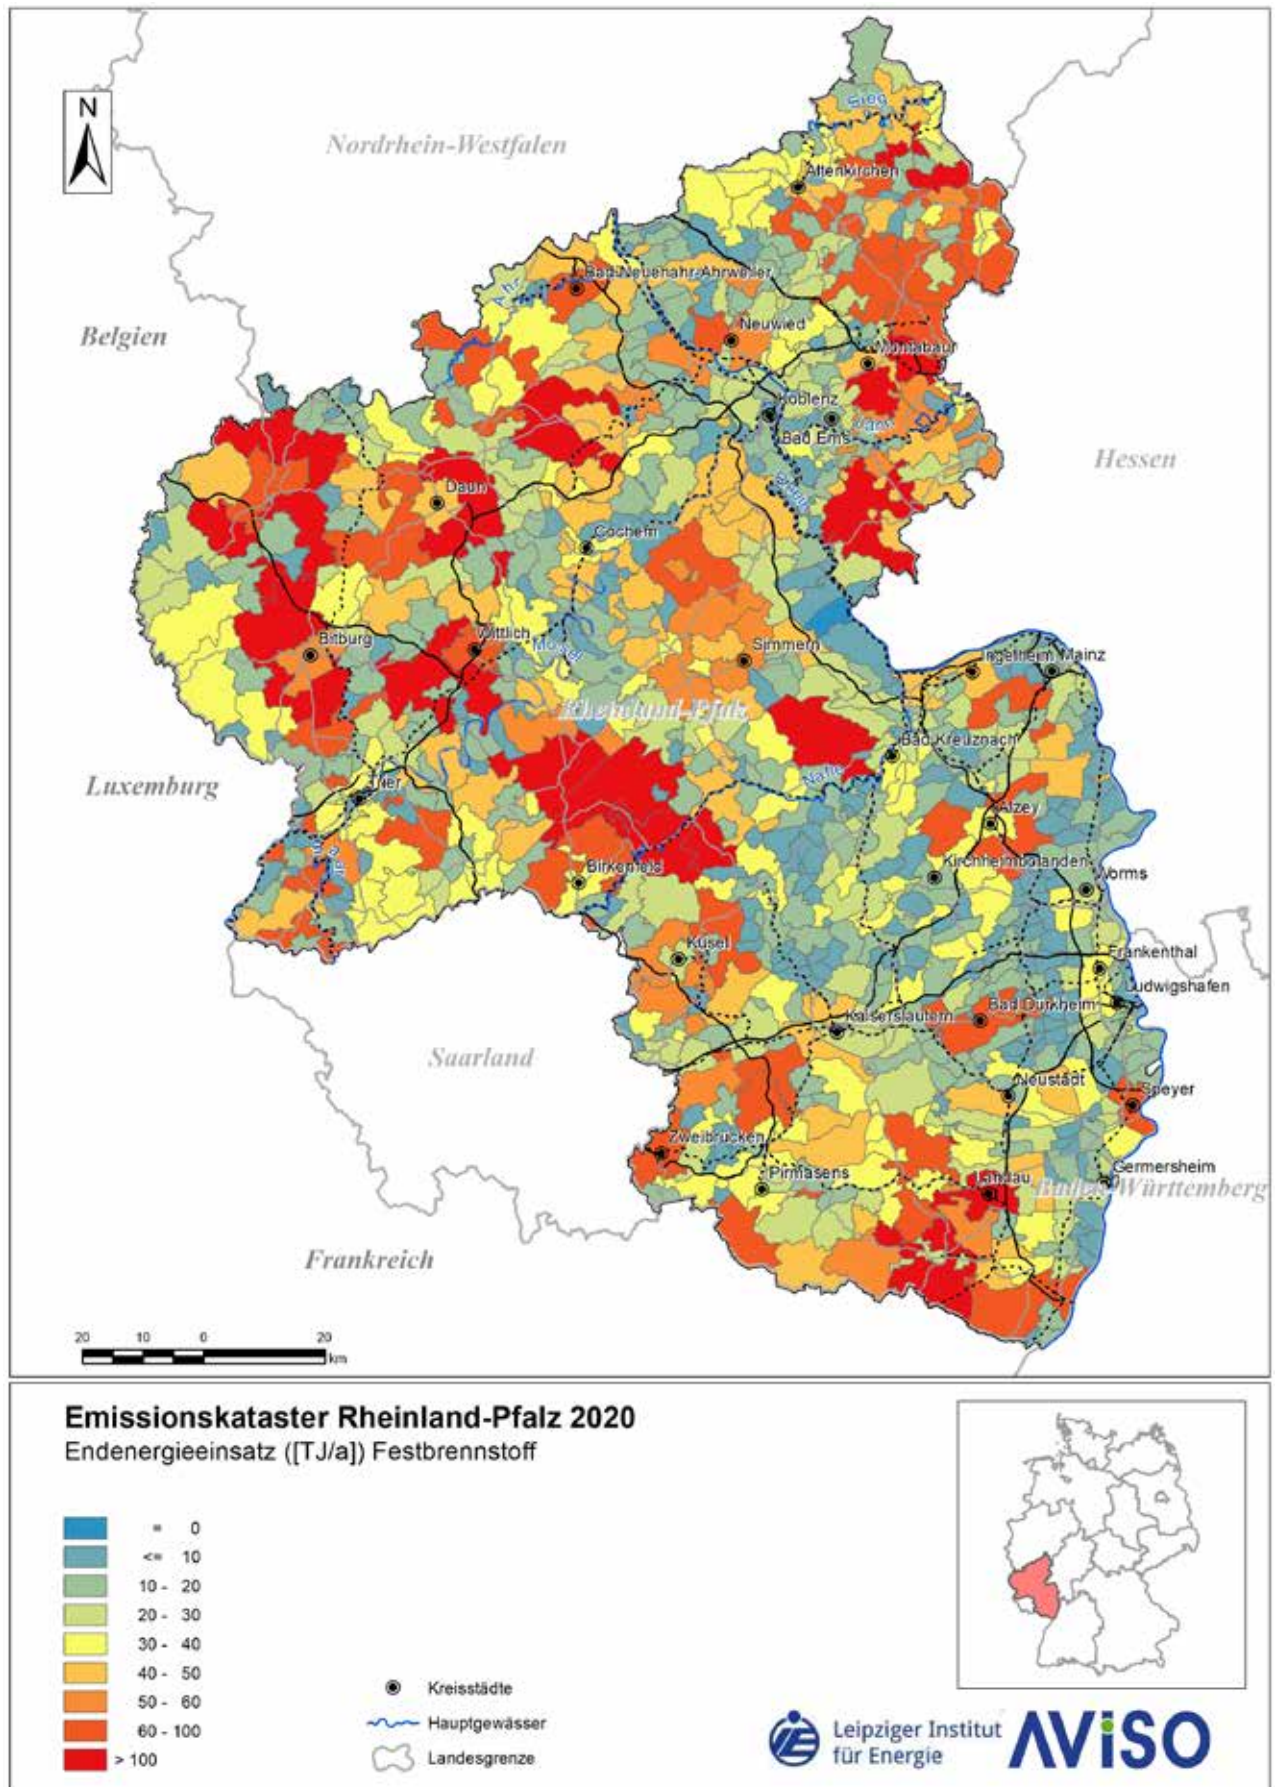 N
Nordrhein-Westfalen
Sieg
Altenkirchen
Bad Neuenahr-Ahrweiler
Ahr
Belgien
Neuwied
Montabaur
Koblenz
Lahn
Bad Ems
Hessen
Rhein
Daun
Cochem
Bitburg
Wittlich
Mosel
Simmern
Ingelheim
Mainz
Rheinland-Pfalz
Bad Kreuznach
Luxemburg
Trier
Nahe
Alzey
Saar
Birkenfeld
Kirchheimbolanden
Worms
Kusel
Frankenthal
Ludwigshafen
Kaiserslautern
Bad Dürkheim
Saarland
Neustadt
Speyer
Zweibrücken
Pirmasens
Landau
Germersheim
Baden-Württemberg
Frankreich
20 10 0 20
km
Emissionskataster Rheinland-Pfalz 2020
Endenergieeinsatz ([TJ/a]) Festbrennstoff
= 0
<= 10
10 - 20
20 - 30
30 - 40
40 - 50
50 - 60
60 - 100
> 100
Kreisstädte
Hauptgewässer
Landesgrenze
Leipziger Institut
für Energie
AViSO